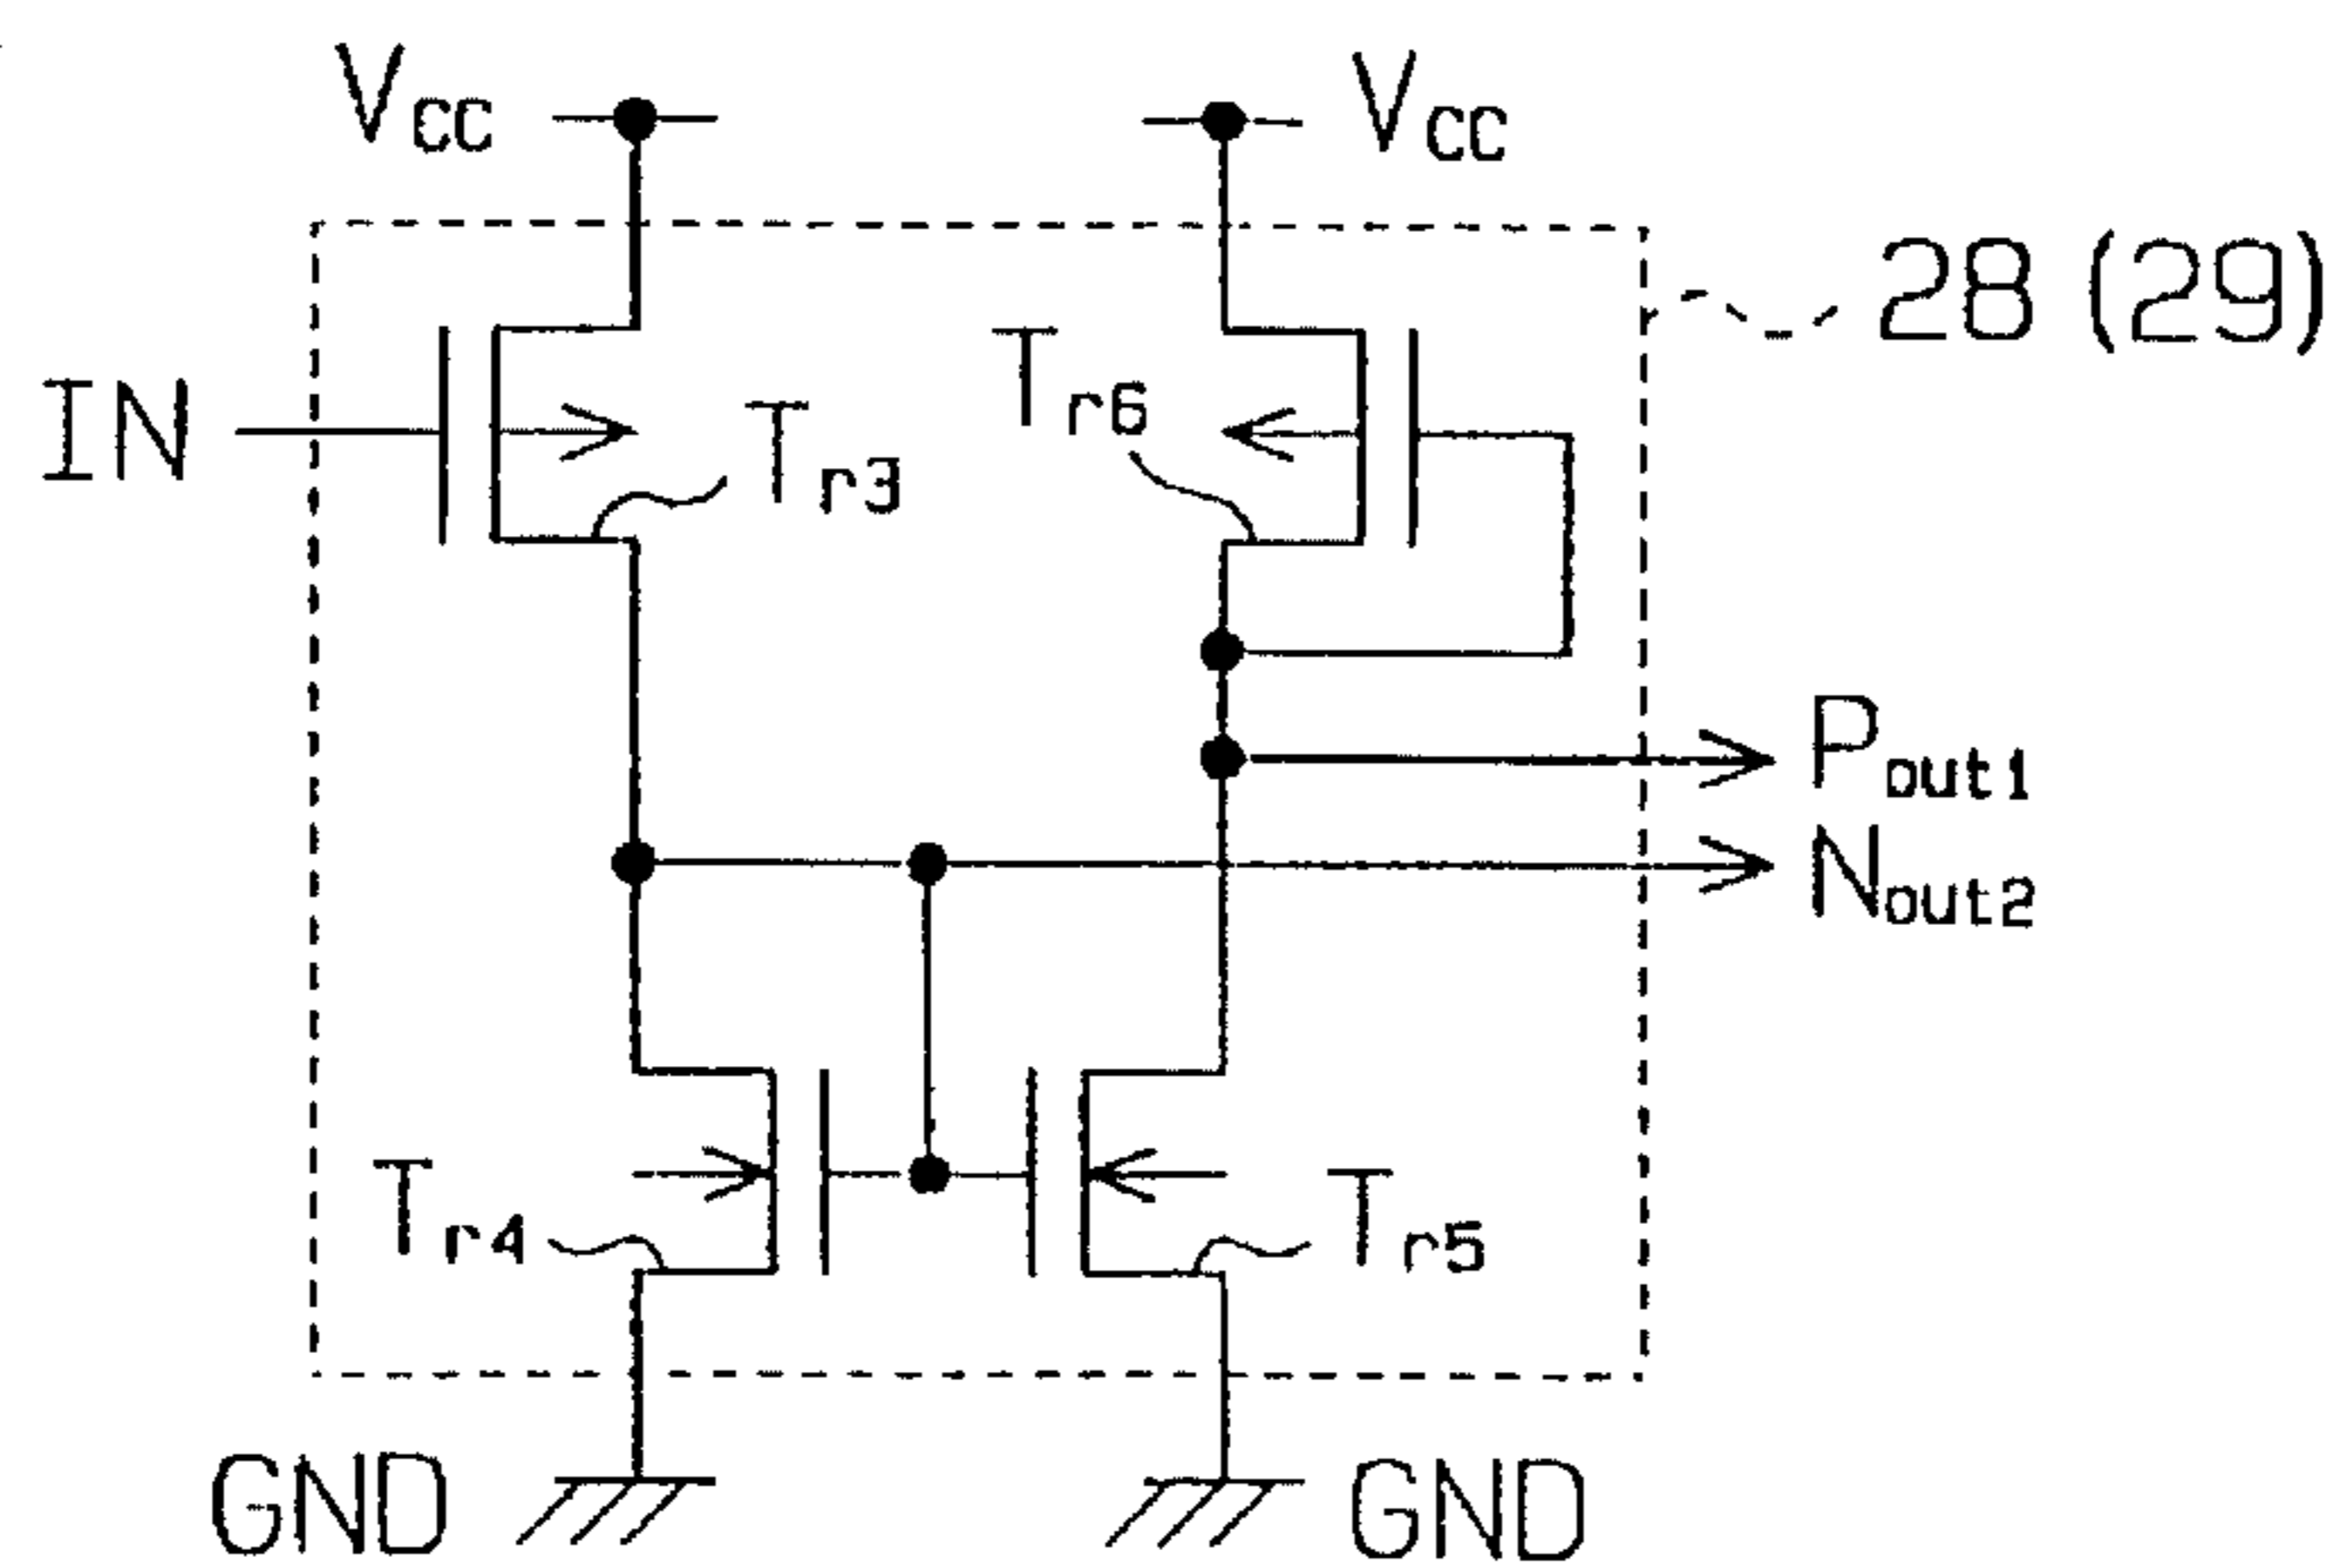 Vcc
Vcc
28 (29)
IN
Tr3
Tr6
Pout1
Nout2
Tr4
Tr5
GND
GND